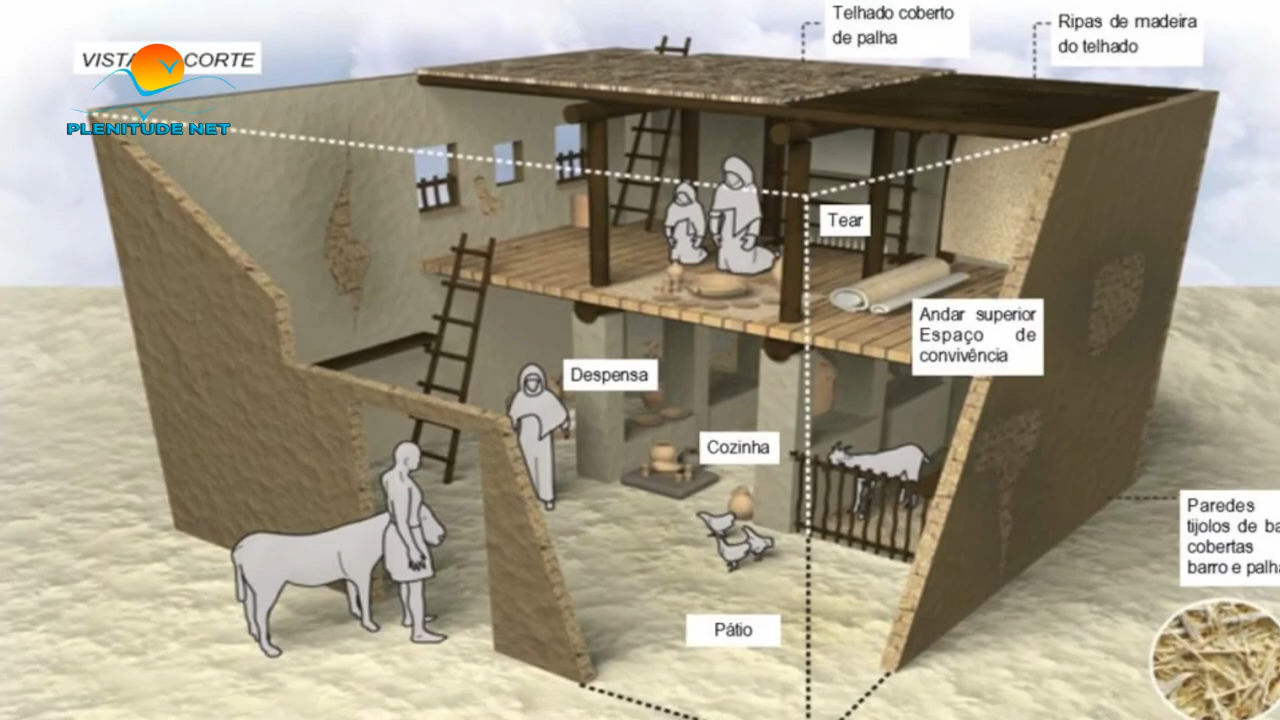 Telhado coberto
de palha
Ripas de madeira
do telhado
VISTA CORTE
PLENITUDE NET
Tear
Andar superior
Espaço de
convivência
Despensa
Cozinha
Paredes
tijolos de
cobertas
barro e
Pátio